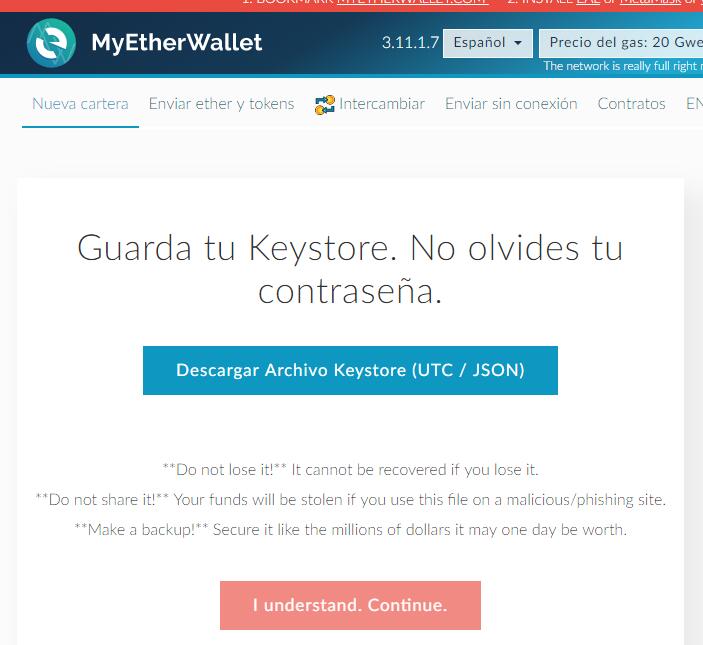 1. BOOKMARK MYETHERWALLET.COM 2. INSTALL EAL or MetaMask or
MyEtherWallet 3.11.1.7 Español Precio del gas: 20 Gwe
The network is really full right
Nueva cartera Enviar ether y tokens Intercambiar Enviar sin conexión Contratos EN
Guarda tu Keystore. No olvides tu
contraseña.
Descargar Archivo Keystore (UTC / JSON)
**Do not lose it!** It cannot be recovered if you lose it.
**Do not share it!** Your funds will be stolen if you use this file on a malicious/phishing site.
**Make a backup!** Secure it like the millions of dollars it may one day be worth.
I understand. Continue.